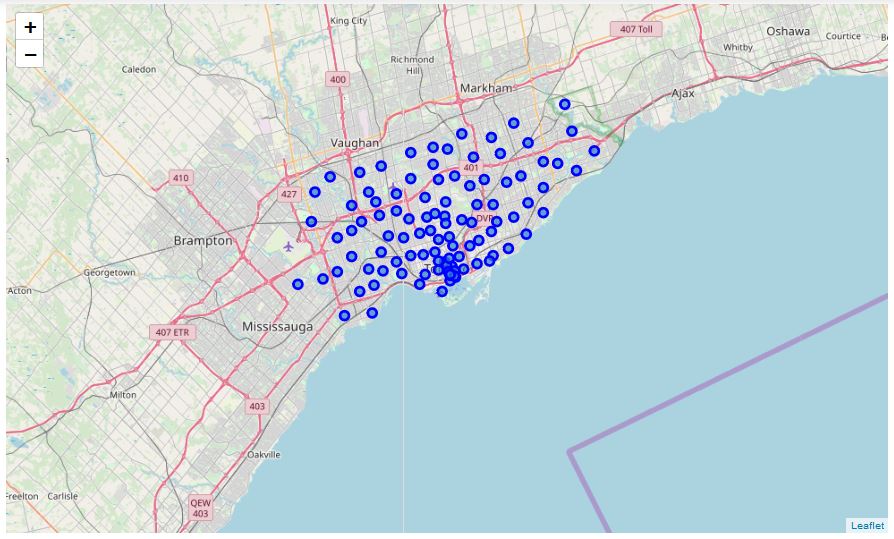 +
−
King City
407 Toll
Oshawa
Courtice
Whitby
Richmond
Hill
Caledon
400
Markham
Ajax
Vaughan
401
410
427
DVP
Brampton
Georgetown
Acton
Mississauga
407 ETR
Milton
403
Oakville
Freelton
Carlisle
QEW
403
Leaflet